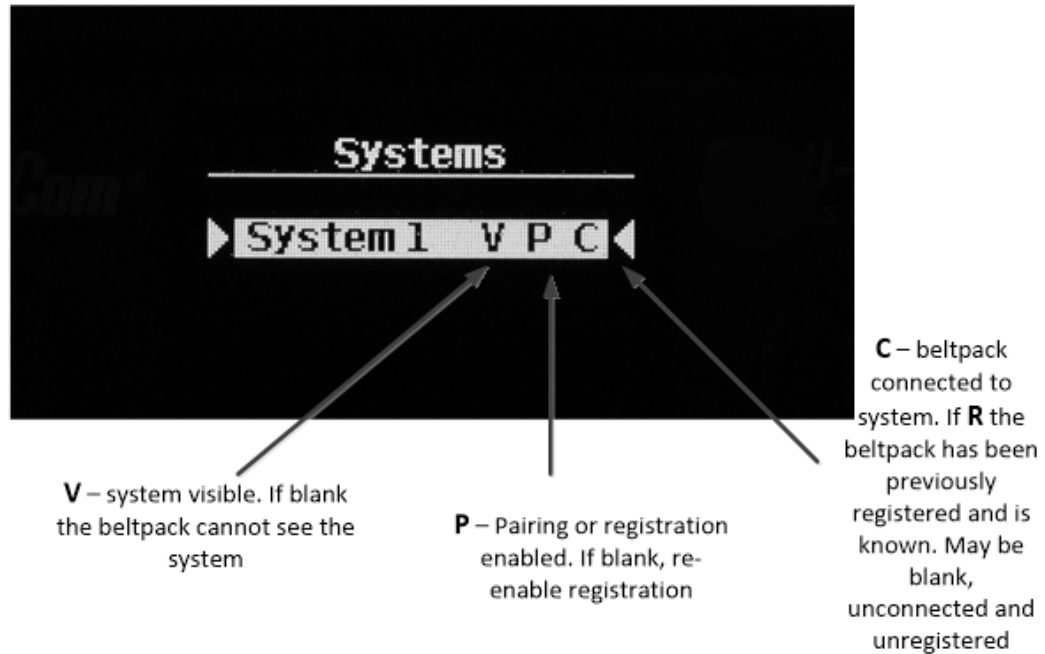 Systems
System 1 V P C
V – system visible. If blank
the beltpack cannot see the
system
P – Pairing or registration
enabled. If blank, re-
enable registration
C – beltpack
connected to
system. If R the
beltpack has been
previously
registered and is
known. May be
blank,
unconnected and
unregistered